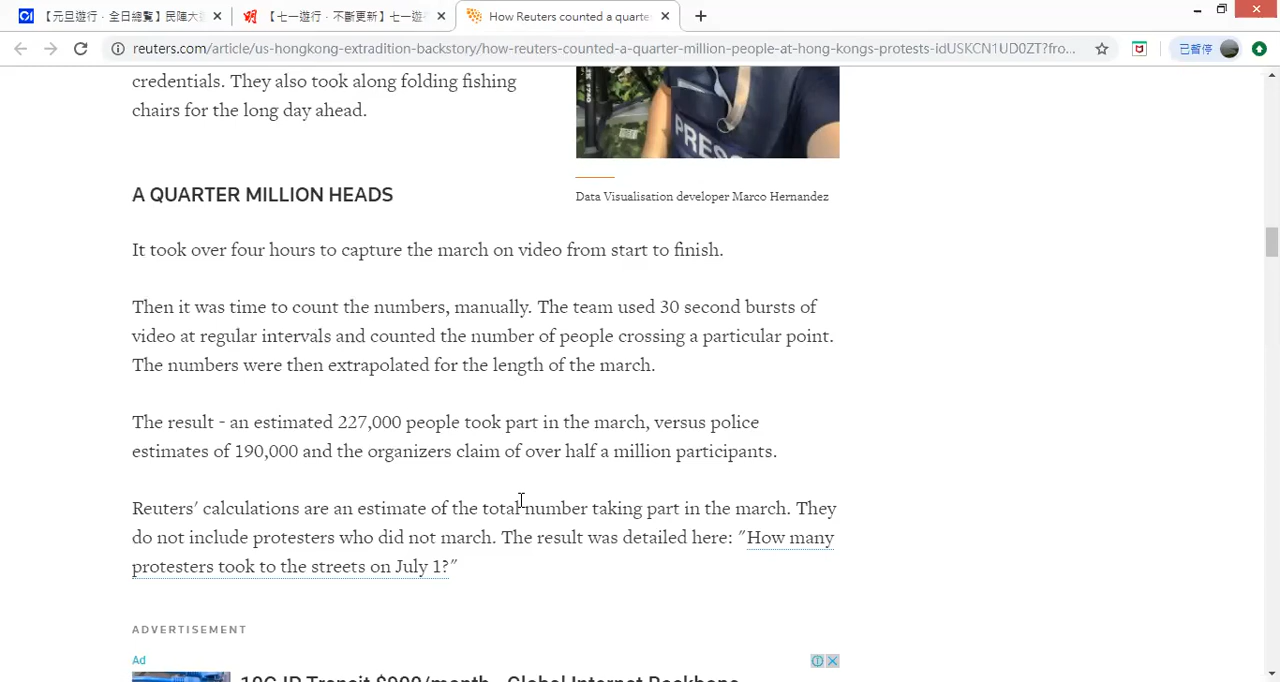 【元旦遊行．全日總覽】民陣大
【七一遊行．不斷更新】七一遊行
How Reuters counted a quarte
reuters.com/article/us-hongkong-extradition-backstory/how-reuters-counted-a-quarter-million-people-at-hong-kongs-protests-idUSKCN1UD0ZT?fro...
已暫停
credentials. They also took along folding fishing
chairs for the long day ahead.
PRESS
Data Visualisation developer Marco Hernandez
A QUARTER MILLION HEADS
It took over four hours to capture the march on video from start to finish.
Then it was time to count the numbers, manually. The team used 30 second bursts of
video at regular intervals and counted the number of people crossing a particular point.
The numbers were then extrapolated for the length of the march.
The result - an estimated 227,000 people took part in the march, versus police
estimates of 190,000 and the organizers claim of over half a million participants.
Reuters' calculations are an estimate of the total number taking part in the march. They
do not include protesters who did not march. The result was detailed here: "How many
protesters took to the streets on July 1?"
ADVERTISEMENT
Ad
10G IP Transit $900/month - Global Internet Backbone